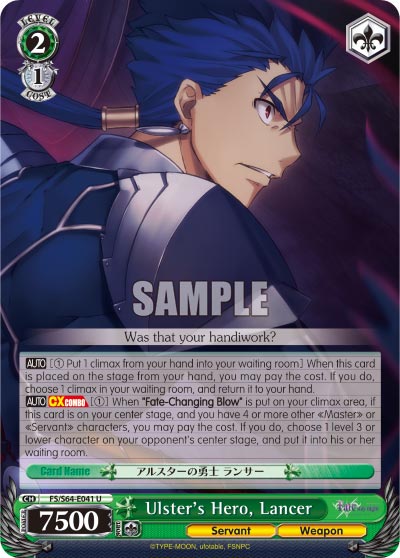 LEVEL
2
1
COST
SAMPLE
Was that your handiwork?
AUTO [① Put 1 climax from your hand into your waiting room] When this card
is placed on the stage from your hand, you may pay the cost. If you do,
choose 1 climax in your waiting room, and return it to your hand.
AUTO CXCOMBO [①] When "Fate-Changing Blow" is put on your climax area, if
this card is on your center stage, and you have 4 or more other «Master» or
«Servant» characters, you may pay the cost. If you do, choose 1 level 3 or
lower character on your opponent's center stage, and put it into his or her
waiting room.
Card Name アルスターの勇士 ランサー
CH FS/S64-E041 U
Ulster's Hero, Lancer
POWER 7500
Servant Weapon
©TYPE-MOON, ufotable, FSNPC